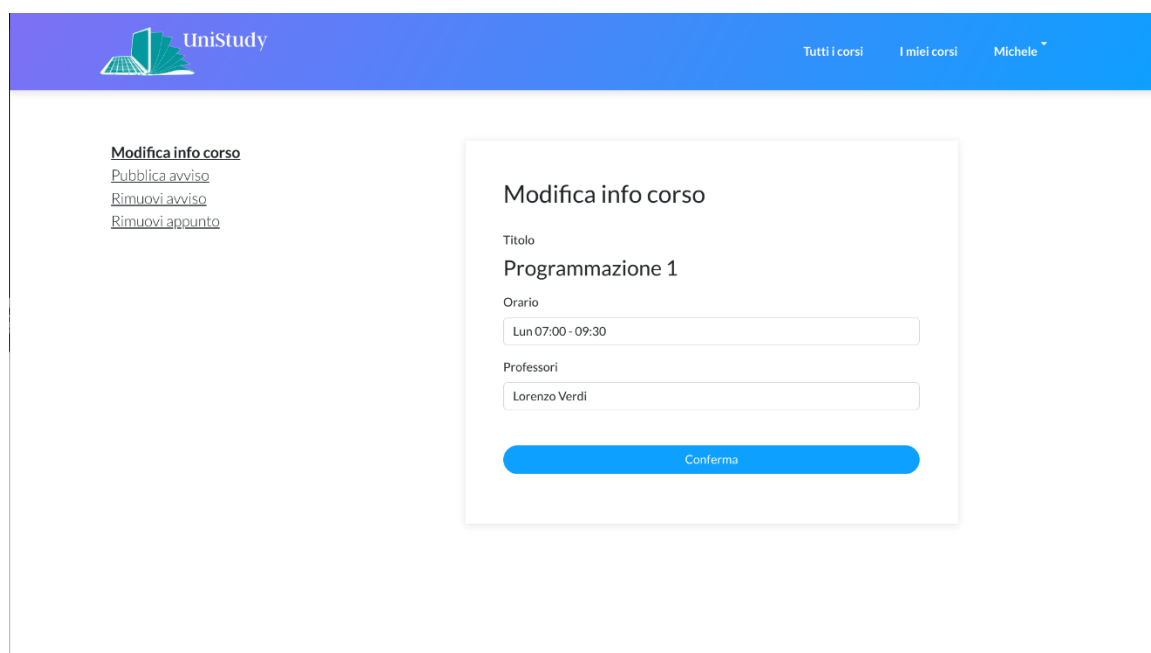 UniStudy
Tutti i corsi I miei corsi Michele
Modifica info corso
Pubblica avviso
Rimuovi avviso
Rimuovi appunto
Modifica info corso
Titolo
Programmazione 1
Orario
Lun 07:00 - 09:30
Professori
Lorenzo Verdi
Conferma